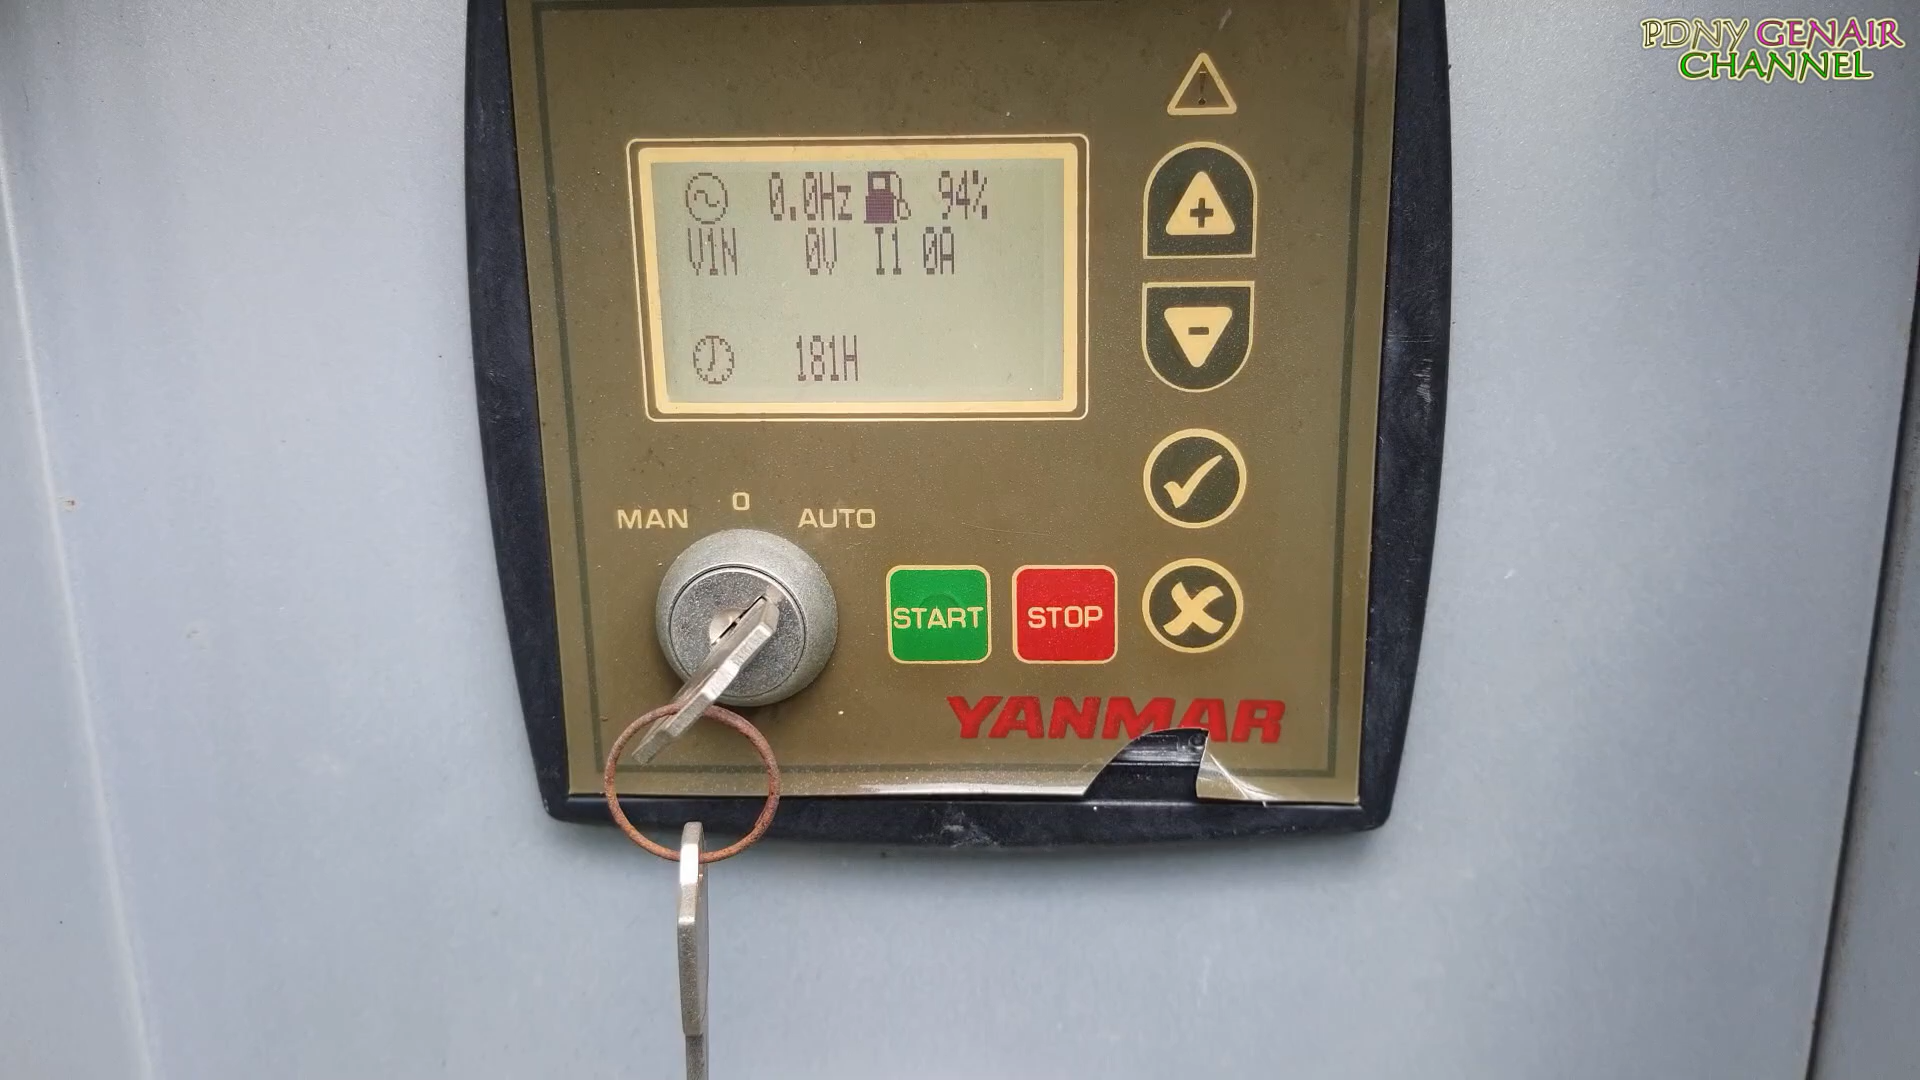 PDNY GENAIR
CHANNEL
0.0Hz 94%
V1N 0V I1 0A
181H
MAN 0 AUTO
START STOP
YANMAR